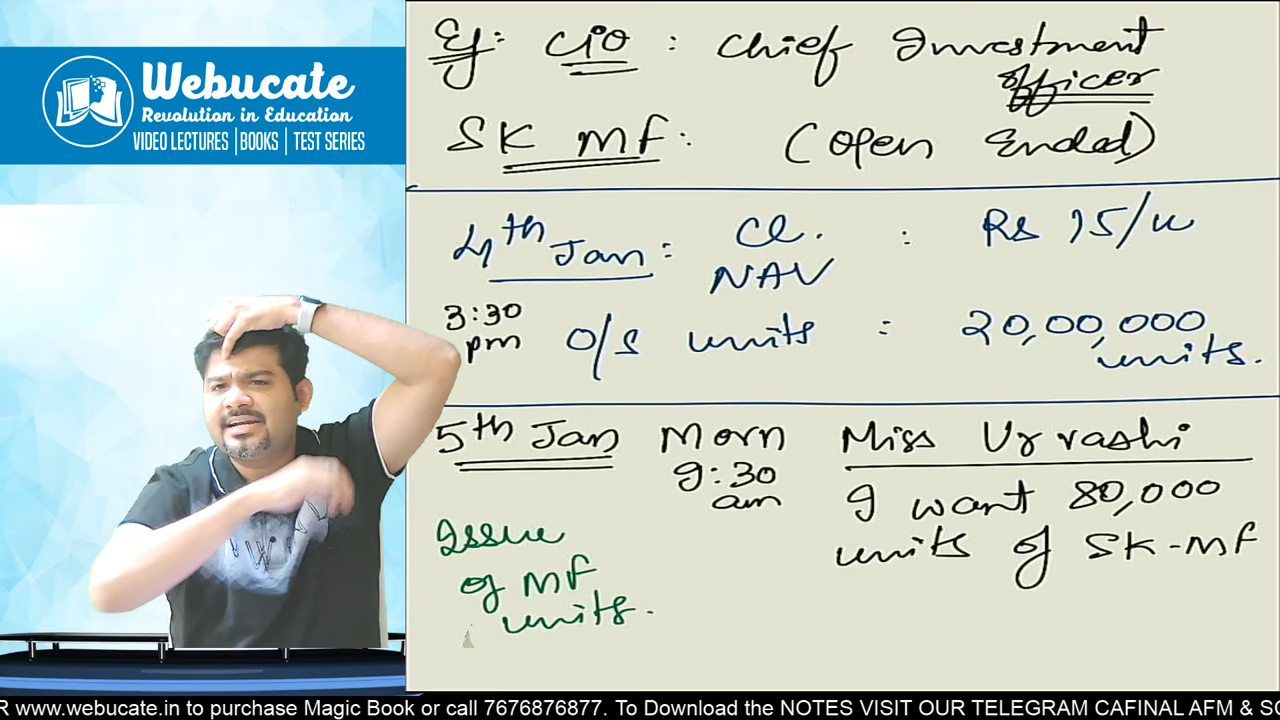 Webucate
Revolution in Education
VIDEO LECTURES | BOOKS | TEST SERIES
Eg: CIO : Chief Investment
officer
SK MF: (Open Ended)
4th Jan: Cl. : Rs 15/u
NAV
3:30
pm O/S units : 20,00,000
units.
5th Jan Morn Miss Urvashi
9:30
am I want 80,000
units of SK-MF
Issue
of MF
units.
R www.webucate.in to purchase Magic Book or call 7676876877. To Download the NOTES VISIT OUR TELEGRAM CAFINAL AFM & SC